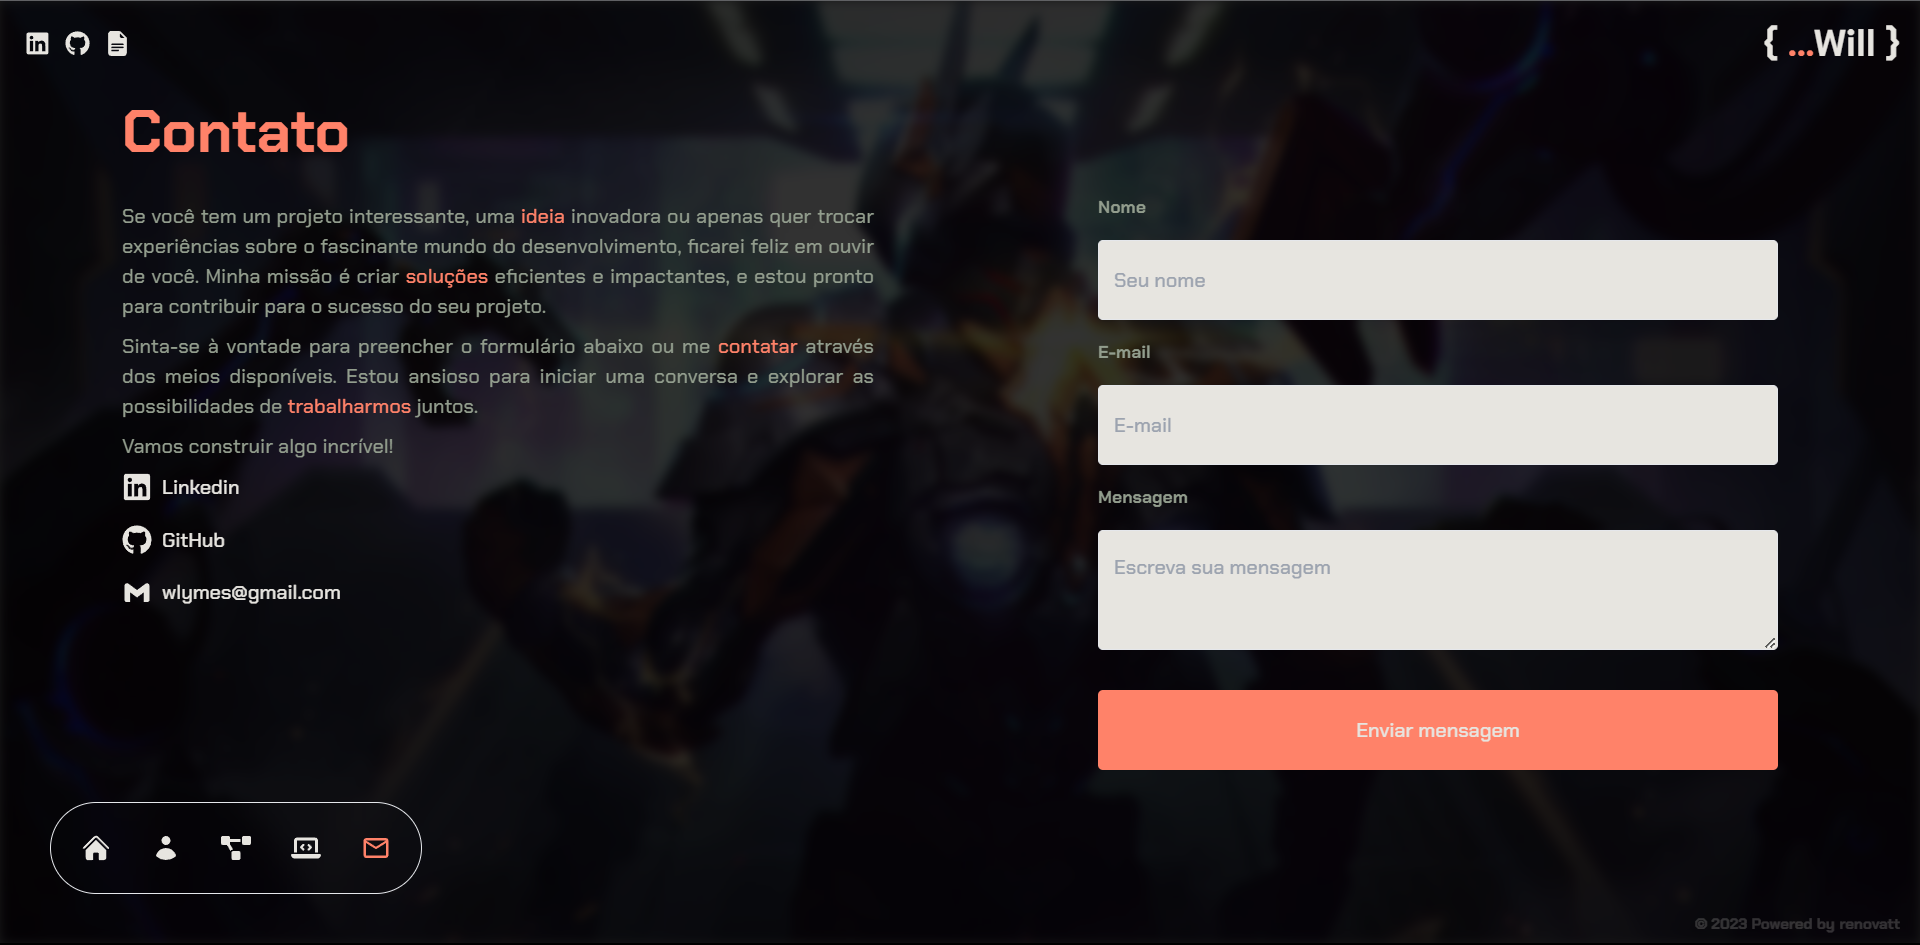 { ...Will }
Contato
Se você tem um projeto interessante, uma ideia inovadora ou apenas quer trocar
experiências sobre o fascinante mundo do desenvolvimento, ficarei feliz em ouvir
de você. Minha missão é criar soluções eficientes e impactantes, e estou pronto
para contribuir para o sucesso do seu projeto.
Sinta-se à vontade para preencher o formulário abaixo ou me contatar através
dos meios disponíveis. Estou ansioso para iniciar uma conversa e explorar as
possibilidades de trabalharmos juntos.
Vamos construir algo incrível!
Linkedin
GitHub
wlymes@gmail.com
Nome
Seu nome
E-mail
E-mail
Mensagem
Escreva sua mensagem
Enviar mensagem
© 2023 Powered by renovatt